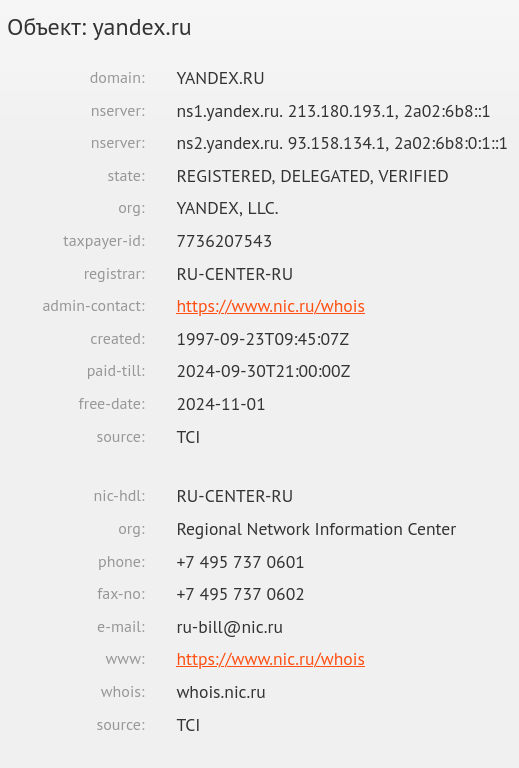 Объект: yandex.ru
domain: YANDEX.RU
nserver: ns1.yandex.ru. 213.180.193.1, 2a02:6b8::1
nserver: ns2.yandex.ru. 93.158.134.1, 2a02:6b8:0:1::1
state: REGISTERED, DELEGATED, VERIFIED
org: YANDEX, LLC.
taxpayer-id: 7736207543
registrar: RU-CENTER-RU
admin-contact: https://www.nic.ru/whois
created: 1997-09-23T09:45:07Z
paid-till: 2024-09-30T21:00:00Z
free-date: 2024-11-01
source: TCI
nic-hdl: RU-CENTER-RU
org: Regional Network Information Center
phone: +7 495 737 0601
fax-no: +7 495 737 0602
e-mail: ru-bill@nic.ru
www: https://www.nic.ru/whois
whois: whois.nic.ru
source: TCI